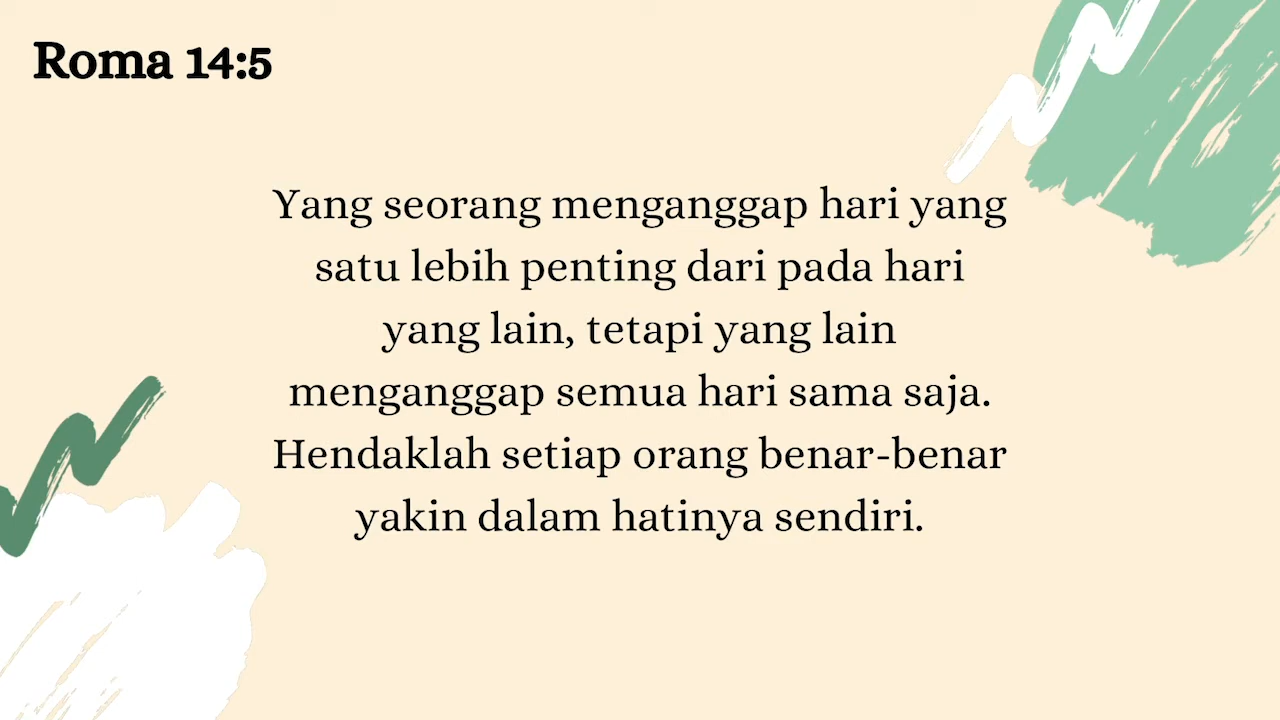 Roma 14:5
Yang seorang menganggap hari yang
satu lebih penting dari pada hari
yang lain, tetapi yang lain
menganggap semua hari sama saja.
Hendaklah setiap orang benar-benar
yakin dalam hatinya sendiri.